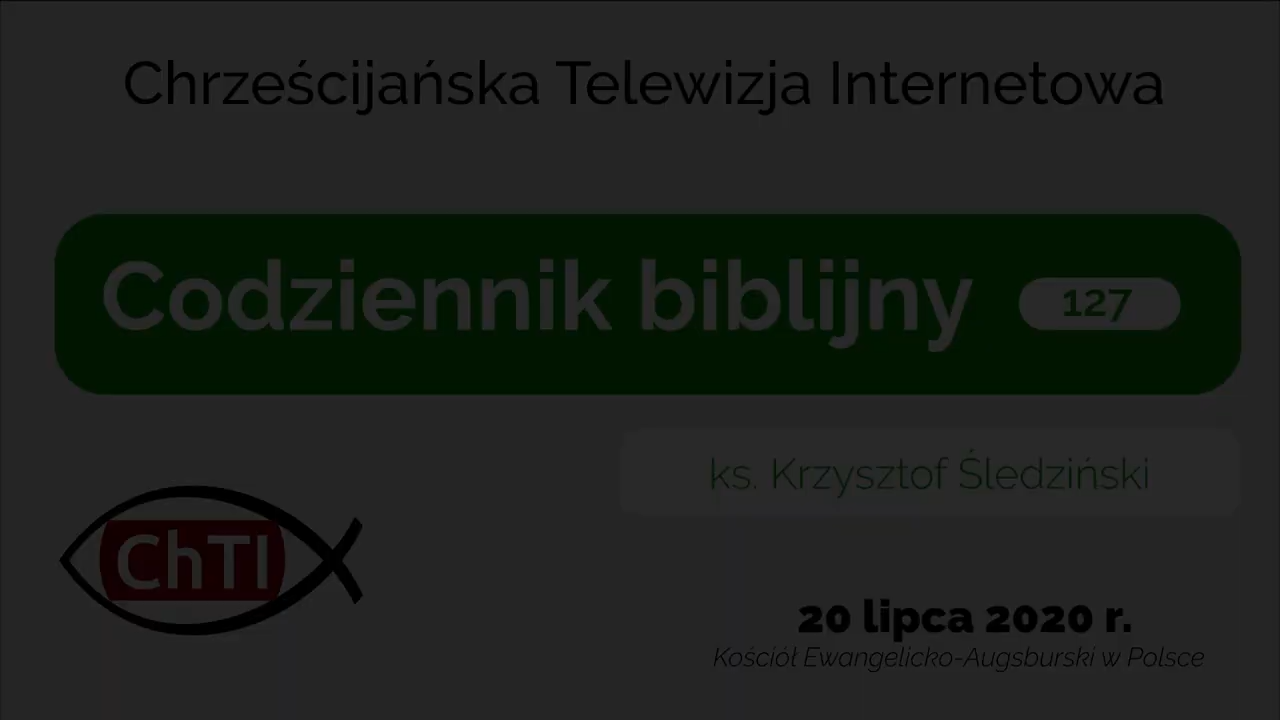 Chrześcijańska Telewizja Internetowa
Codziennik biblijny 127
ks. Krzysztof Śledziński
ChTI
20 lipca 2020 r.
Kościół Ewangelicko-Augsburski w Polsce